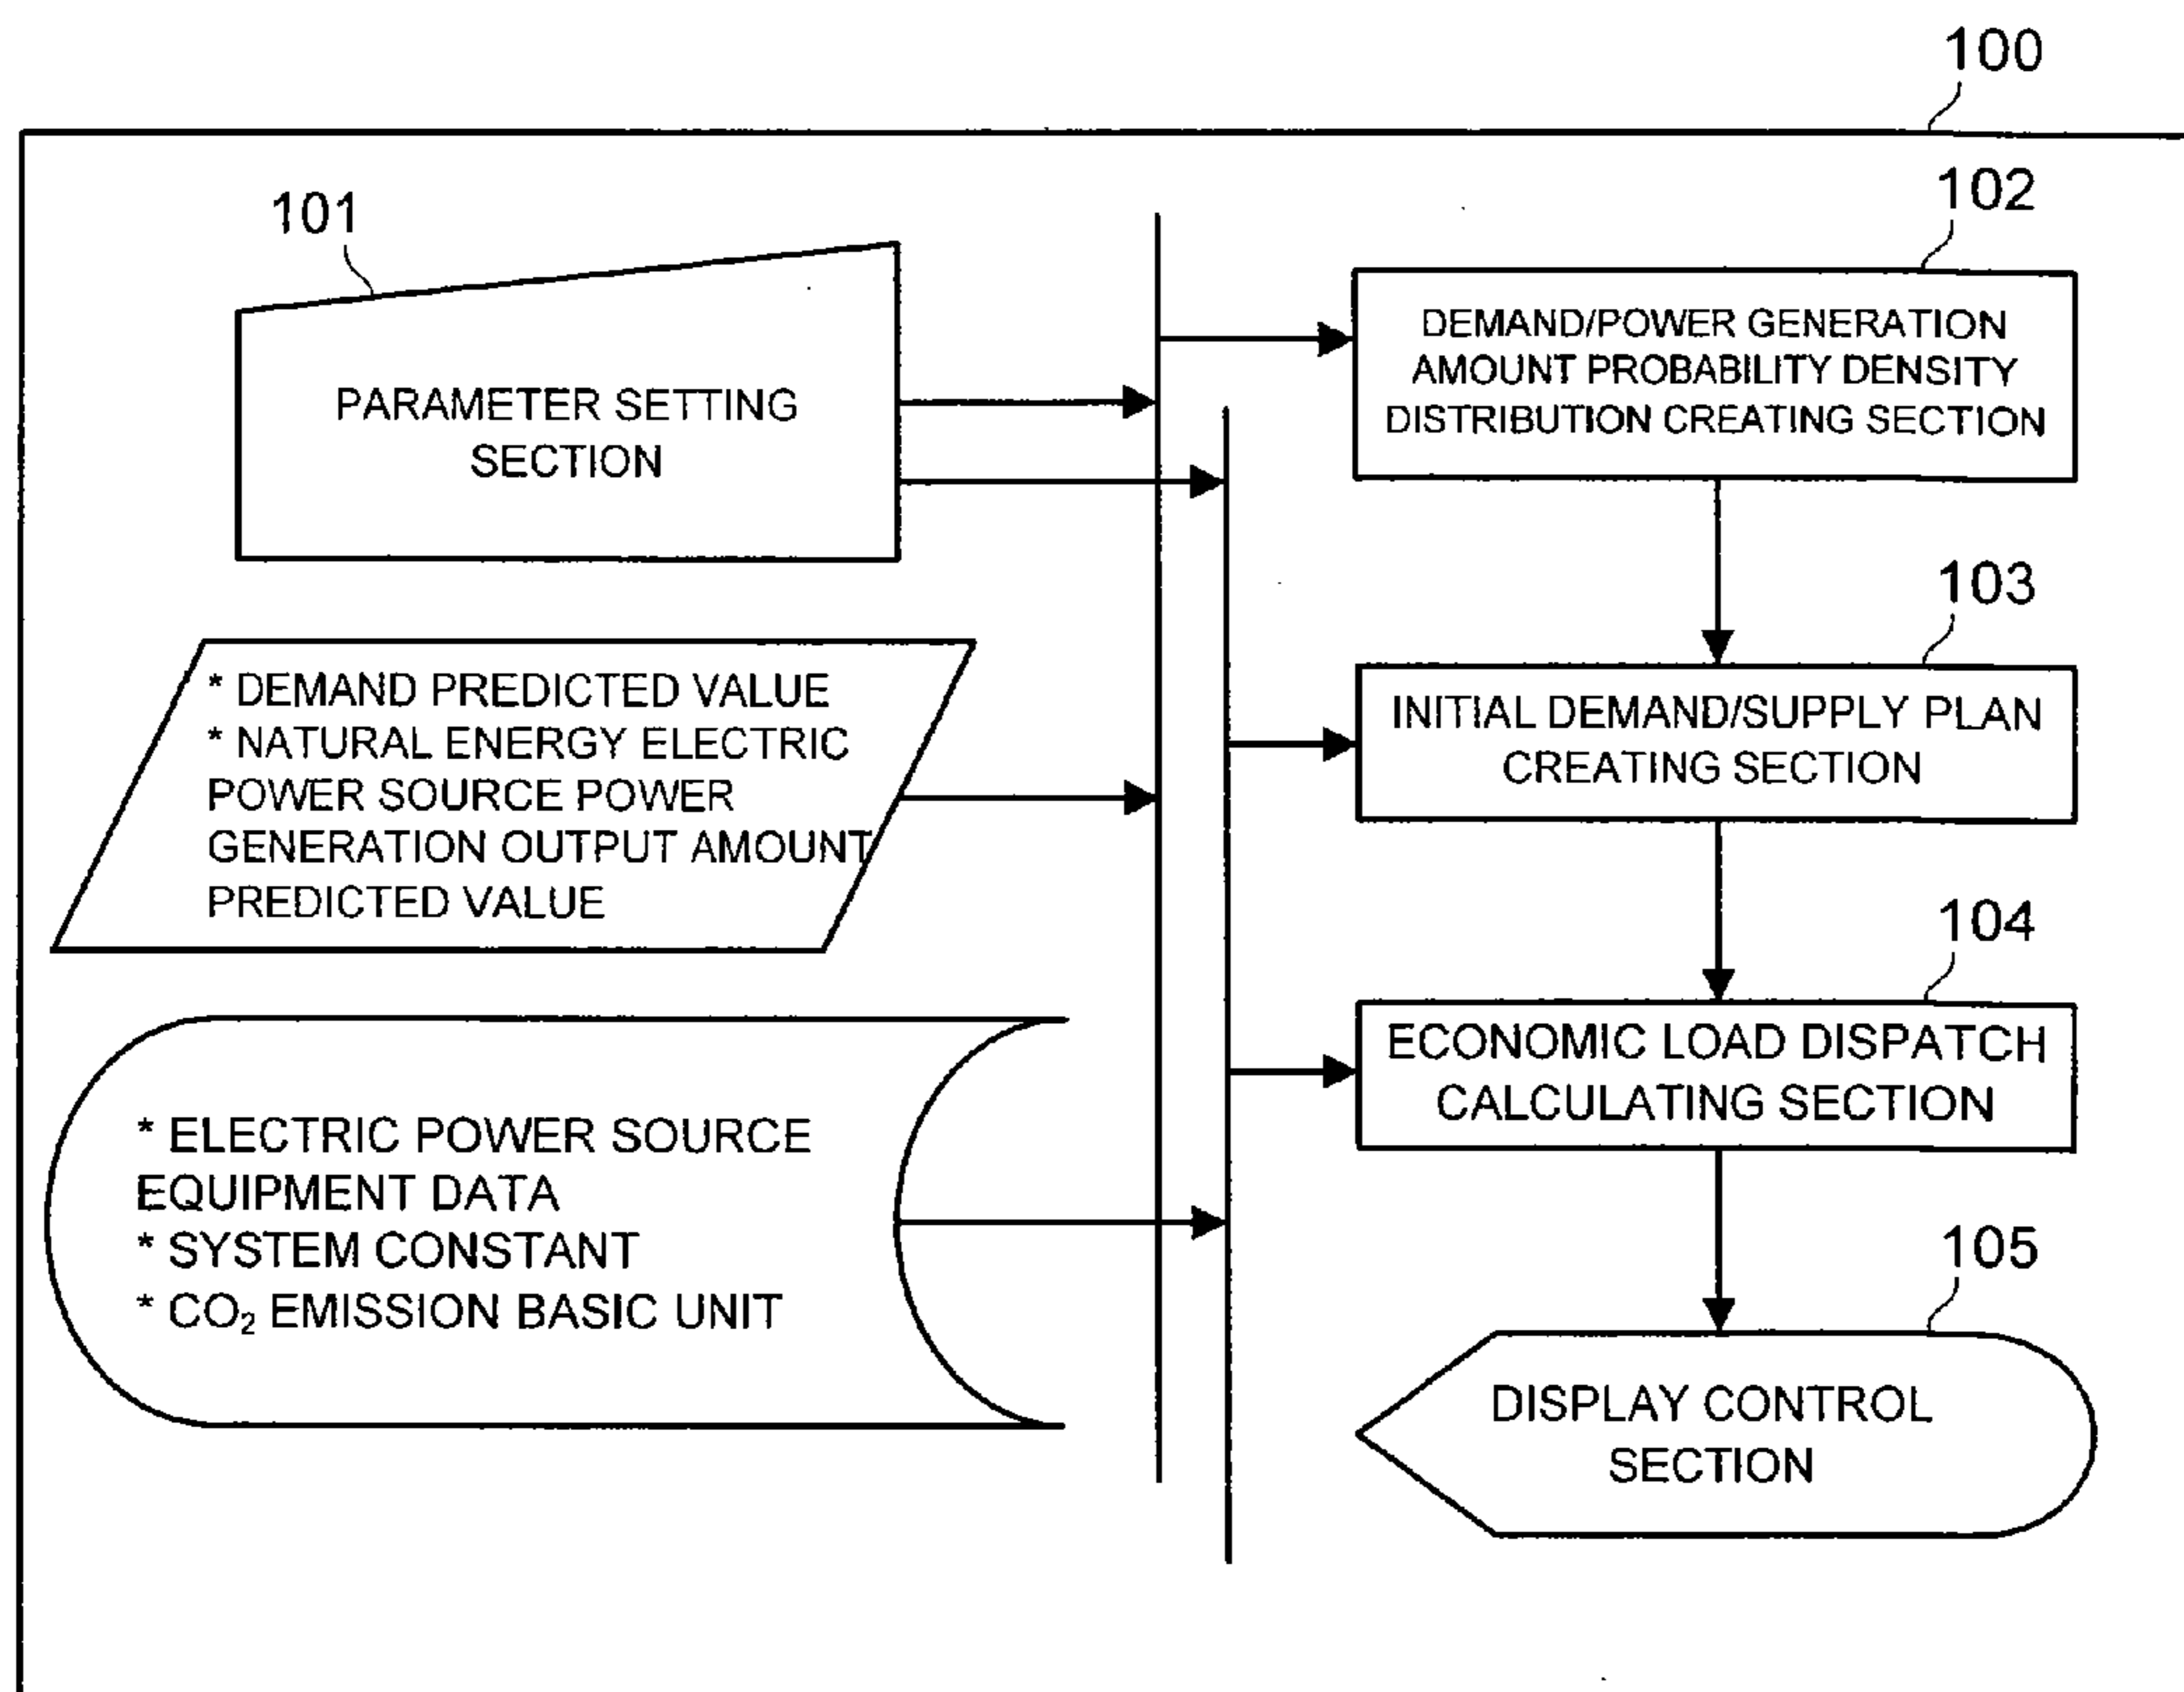 100
101
PARAMETER SETTING
SECTION
* DEMAND PREDICTED VALUE
* NATURAL ENERGY ELECTRIC
POWER SOURCE POWER
GENERATION OUTPUT AMOUNT
PREDICTED VALUE
* ELECTRIC POWER SOURCE
EQUIPMENT DATA
* SYSTEM CONSTANT
* CO₂ EMISSION BASIC UNIT
102
DEMAND/POWER GENERATION
AMOUNT PROBABILITY DENSITY
DISTRIBUTION CREATING SECTION
103
INITIAL DEMAND/SUPPLY PLAN
CREATING SECTION
104
ECONOMIC LOAD DISPATCH
CALCULATING SECTION
105
DISPLAY CONTROL
SECTION